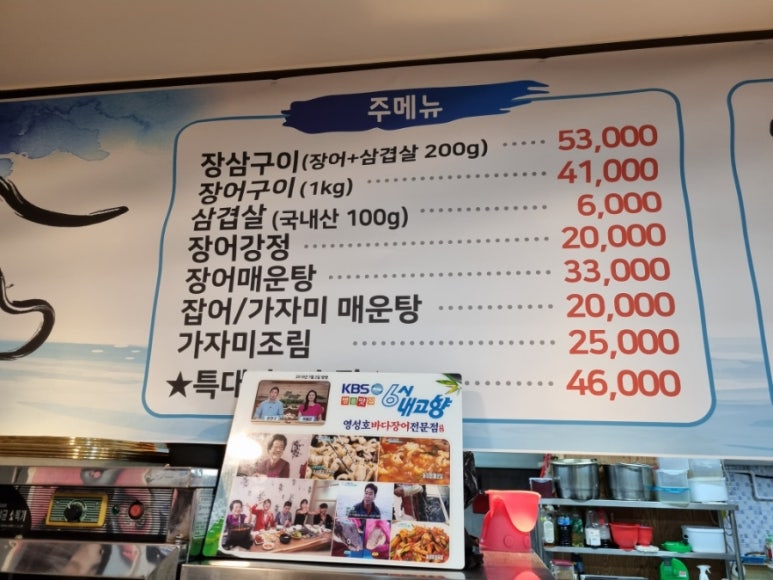 주메뉴
장삼구이(장어+삼겹살 200g) ····· 53,000
장어구이 (1kg) ····· 41,000
삼겹살 (국내산 100g) ····· 6,000
장어강정 ····· 20,000
장어매운탕 ····· 33,000
잡어/가자미 매운탕 ····· 20,000
가자미조림 ····· 25,000
★특대 ····· 46,000
KBS
6시
내고향
영성호바다장어전문점